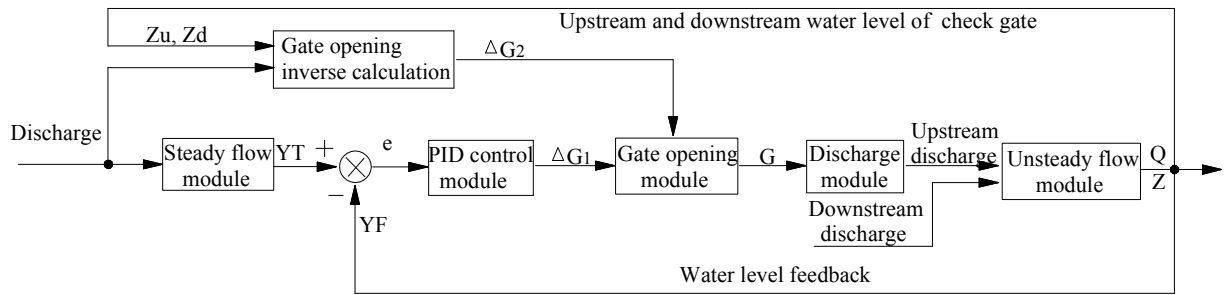 Upstream and downstream water level of check gate
Zu, Zd
Gate opening
inverse calculation
ΔG2
Discharge
Steady flow
module
YT
+
−
e
PID control
module
ΔG1
Gate opening
module
G
Discharge
module
Upstream
discharge
Downstream
discharge
Unsteady flow
module
Q
Z
YF
Water level feedback